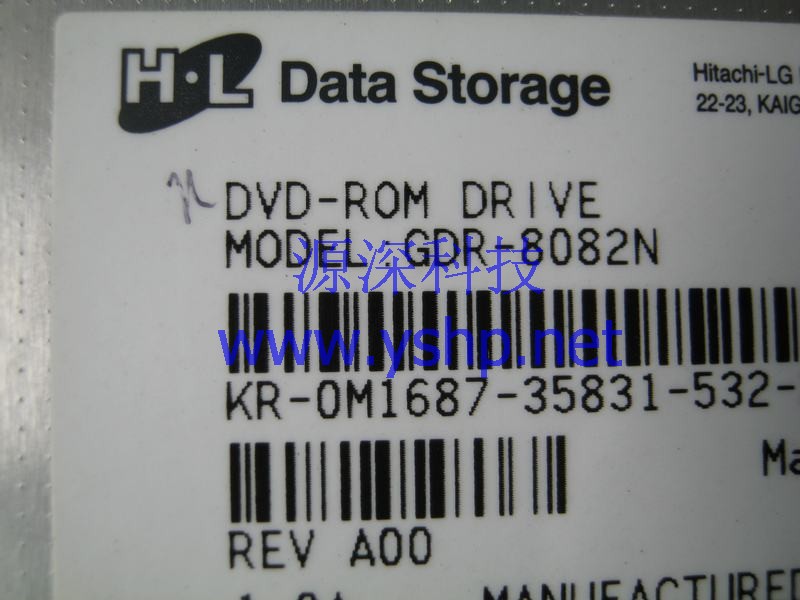 H·L Data Storage
Hitachi-LG
22-23, KAIG
DVD-ROM DRIVE
MODEL:GDR-8082N
源深科技
www.yshp.net
KR-0M1687-35831-532-
Ma
REV A00
MANUFACTURED